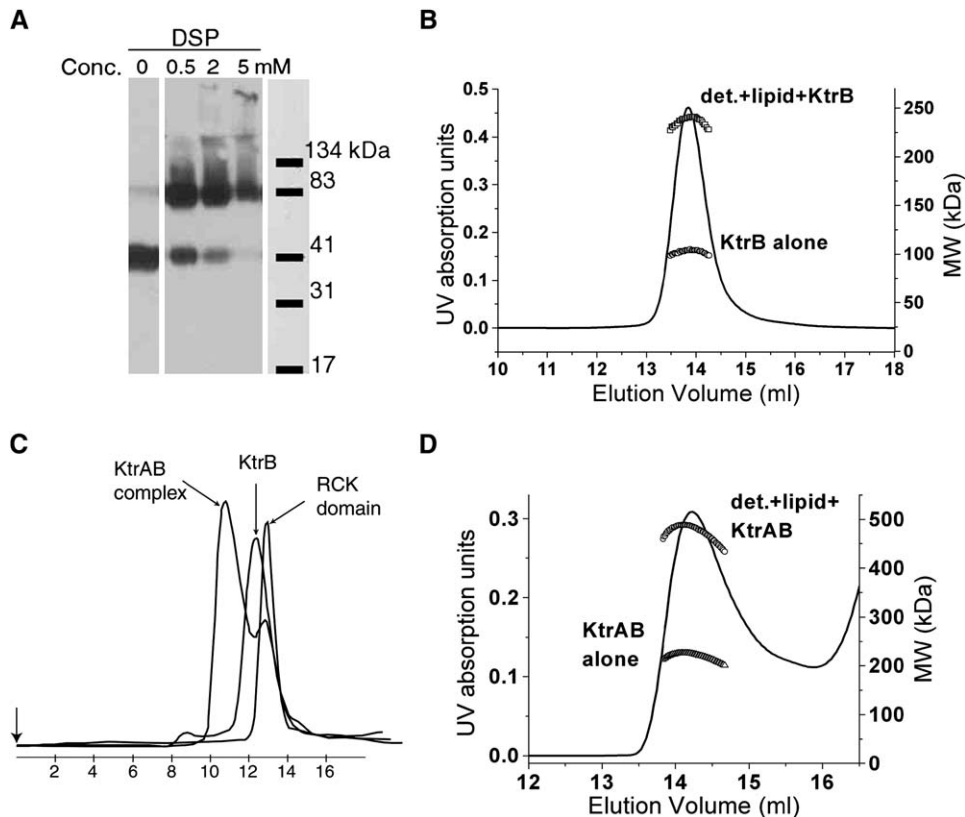 A
DSP
Conc. 0 0.5 2 5 mM
134 kDa
83
41
31
17
B
det.+lipid+KtrB
KtrB alone
UV absorption units
0.5
0.4
0.3
0.2
0.1
0.0
MW (kDa)
250
200
150
100
50
0
10 11 12 13 14 15 16 17 18
Elution Volume (ml)
C
KtrAB
complex
KtrB
RCK
domain
2 4 6 8 10 12 14 16
D
det.+lipid+
KtrAB
KtrAB
alone
UV absorption units
0.3
0.2
0.1
0.0
MW (kDa)
500
400
300
200
100
0
12 13 14 15 16
Elution Volume (ml)